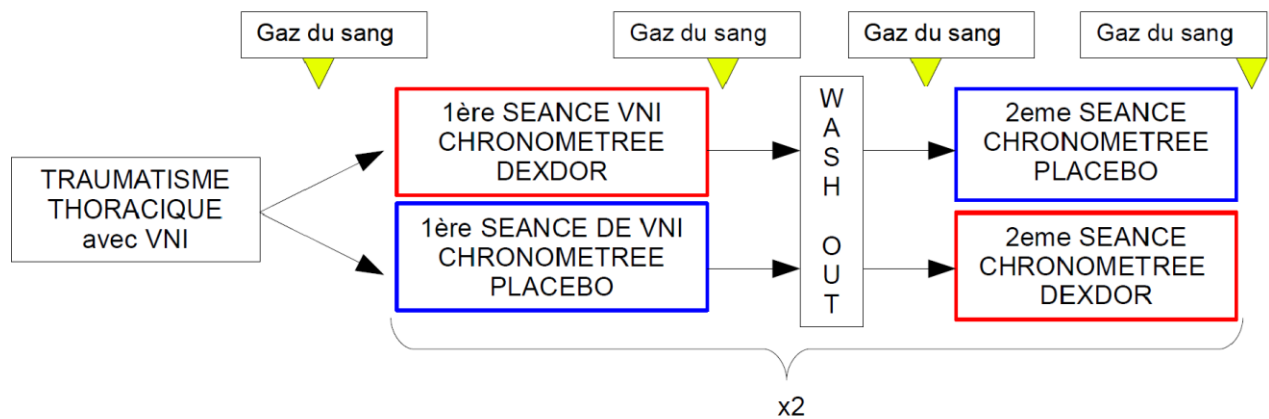 Gaz du sang
Gaz du sang
Gaz du sang
Gaz du sang
TRAUMATISME
THORACIQUE
avec VNI
1ère SEANCE VNI
CHRONOMETREE
DEXDOR
1ère SEANCE DE VNI
CHRONOMETREE
PLACEBO
W
A
S
H
O
U
T
2eme SEANCE
CHRONOMETREE
PLACEBO
2eme SEANCE
CHRONOMETREE
DEXDOR
x2